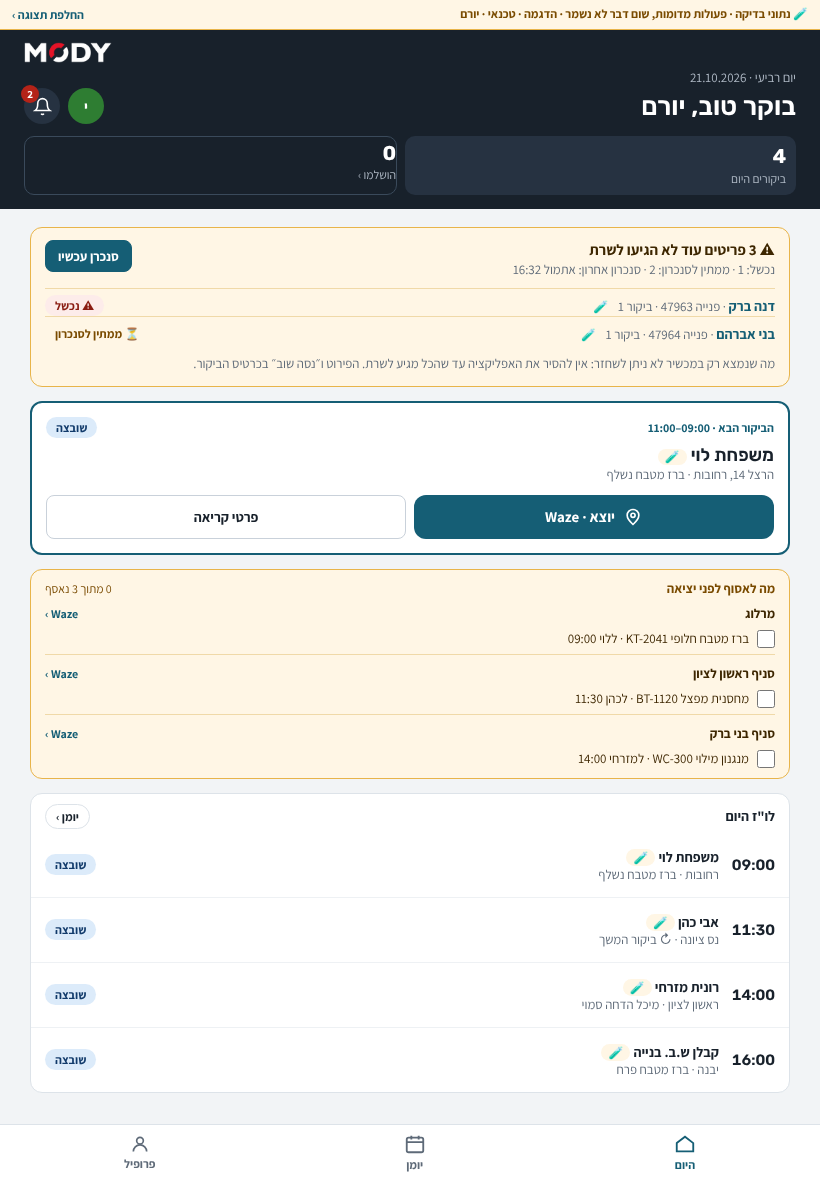 🧪 נתוני בדיקה · פעולות מדומות, שום דבר לא נשמר · הדגמה · טכנאי · יורם
החלפת תצוגה ›
MODY
יום רביעי · 21.10.2026
בוקר טוב, יורם
י
2
4
ביקורים היום
0
הושלמו ›
⚠ 3 פריטים עוד לא הגיעו לשרת
נכשל: 1 · ממתין לסנכרון: 2 · סנכרון אחרון: אתמול 16:32
סנכרן עכשיו
דנה ברק · פנייה 47963 · ביקור 1 🧪
⚠ נכשל
בני אברהם · פנייה 47964 · ביקור 1 🧪
⏳ ממתין לסנכרון
מה שנמצא רק במכשיר לא ניתן לשחזר: אין להסיר את האפליקציה עד שהכל מגיע לשרת. הפירוט ו״נסה שוב״ בכרטיס הביקור.
הביקור הבא · 09:00–11:00
שובצה
משפחת לוי 🧪
הרצל 14, רחובות · ברז מטבח נשלף
יוצא · Waze
פרטי קריאה
מה לאסוף לפני יציאה
0 מתוך 3 נאסף
מרלוג
Waze ›
ברז מטבח חלופי KT-2041 · ללוי 09:00
סניף ראשון לציון
Waze ›
מחסנית מפצל BT-1120 · לכהן 11:30
סניף בני ברק
Waze ›
מנגנון מילוי WC-300 · למזרחי 14:00
לו"ז היום
יומן ›
09:00
משפחת לוי 🧪
רחובות · ברז מטבח נשלף
שובצה
11:30
אבי כהן 🧪
נס ציונה · ↻ ביקור המשך
שובצה
14:00
רונית מזרחי 🧪
ראשון לציון · מיכל הדחה סמוי
שובצה
16:00
קבלן ש.ב. בנייה 🧪
יבנה · ברז מטבח פרח
שובצה
היום
יומן
פרופיל